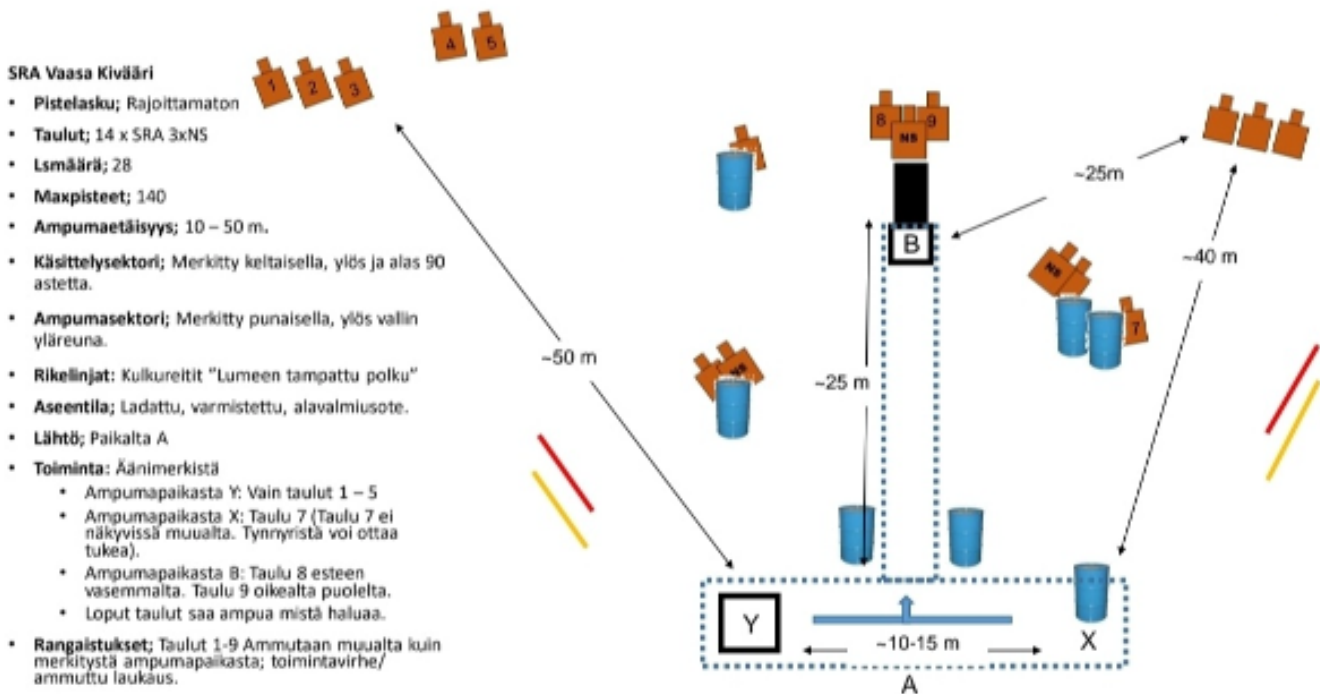 SRA Vaasa Kivääri
• Pistelasku; Rajoittamaton
• Taulut; 14 x SRA 3xNS
• Lsmäärä; 28
• Maxpisteet; 140
• Ampumaetäisyys; 10 – 50 m.
• Käsittelysektori; Merkitty keltaisella, ylös ja alas 90
astetta.
• Ampumasektori; Merkitty punaisella, ylös vallin
yläreuna.
• Rikelinjat: Kulkureitit "Lumeen tampattu polku"
• Aseentila; Ladattu, varmistettu, alavalmiusote.
• Lähtö; Paikalta A
• Toiminta: Äänimerkistä
• Ampumapaikasta Y: Vain taulut 1 – 5
• Ampumapaikasta X: Taulu 7 (Taulu 7 ei
näkyvissä muualta. Tynnyristä voi ottaa
tukea).
• Ampumapaikasta B: Taulu 8 esteen
vasemmalta. Taulu 9 oikealta puolelta.
• Loput taulut saa ampua mistä haluaa.
• Rangaistukset; Taulut 1-9 Ammutaan muualta kuin
merkitystä ampumapaikasta; toimintavirhe/
ammuttu laukaus.
1 2 3
4 5
8 9
NS
~25m
B
NS
~40 m
7
~50 m
NS
~25 m
Y
~10-15 m
X
A